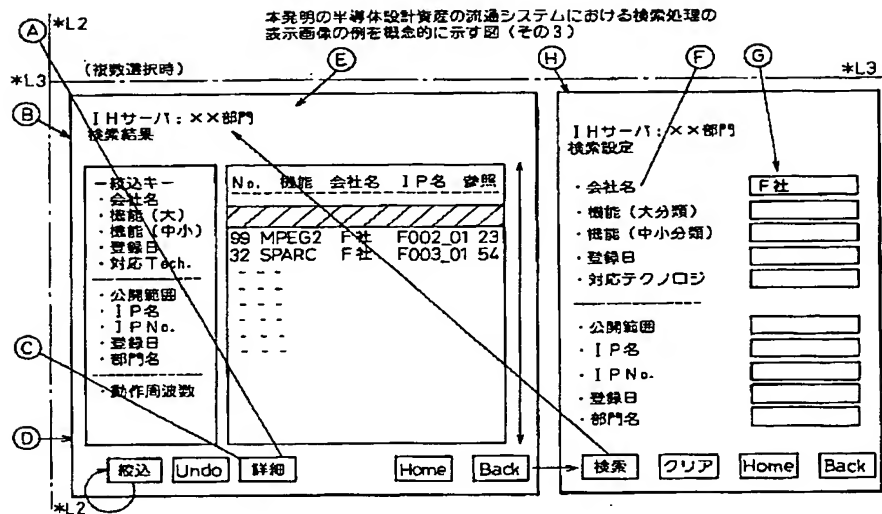 本発明の半導体設計資産の流通システムにおける検索処理の
表示画像の例を概念的に示す図（その3）
*L2
A
(複数選択時)
E
H
F
G
*L3
*L3
B
IHサーバ：××部門
検索結果
一絞込キー
・会社名
・機能（大）
・機能（中小）
・登録日
・対応Tech.
・公開範囲
・IP名
・IPNo.
・登録日
・部門名
・動作周波数
No. 機能 会社名 IP名 参照
99 MPEG2 F社 F002_01 23
32 SPARC F社 F003_01 54
- - -
- - -
- - -
- - -
- - -
C
D
絞込 Undo 詳細 Home Back
*L2
IHサーバ：××部門
検索設定
・会社名 F社
・機能（大分類）
・機能（中小分類）
・登録日
・対応テクノロジ
・公開範囲
・IP名
・IPNo.
・登録日
・部門名
検索 クリア Home Back